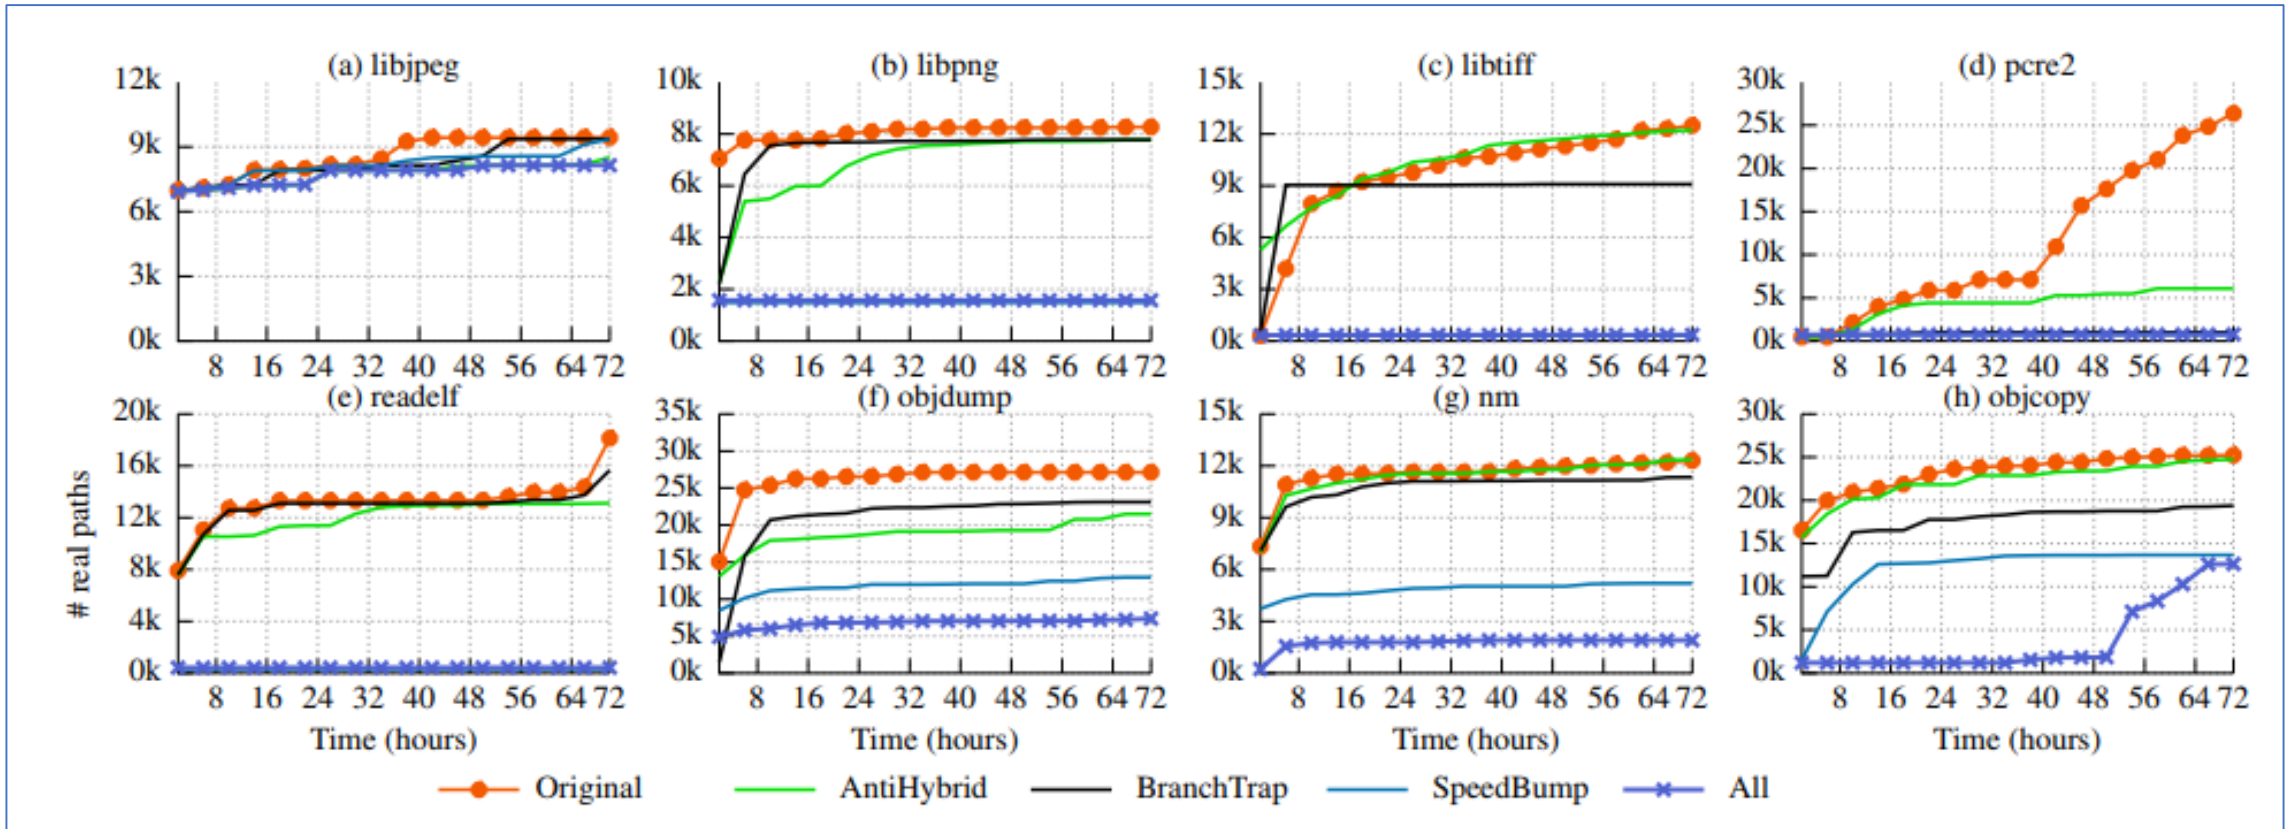 (a) libjpeg
12k
9k
6k
3k
0k
8 16 24 32 40 48 56 64 72
(b) libpng
10k
8k
6k
4k
2k
0k
8 16 24 32 40 48 56 64 72
(c) libtiff
15k
12k
9k
6k
3k
0k
8 16 24 32 40 48 56 64 72
(d) pcre2
30k
25k
20k
15k
10k
5k
0k
8 16 24 32 40 48 56 64 72
(e) readelf
20k
16k
12k
8k
4k
0k
# real paths
8 16 24 32 40 48 56 64 72
Time (hours)
(f) objdump
35k
30k
25k
20k
15k
10k
5k
0k
8 16 24 32 40 48 56 64 72
Time (hours)
(g) nm
15k
12k
9k
6k
3k
0k
8 16 24 32 40 48 56 64 72
Time (hours)
(h) objcopy
30k
25k
20k
15k
10k
5k
0k
8 16 24 32 40 48 56 64 72
Time (hours)
Original AntiHybrid BranchTrap SpeedBump All